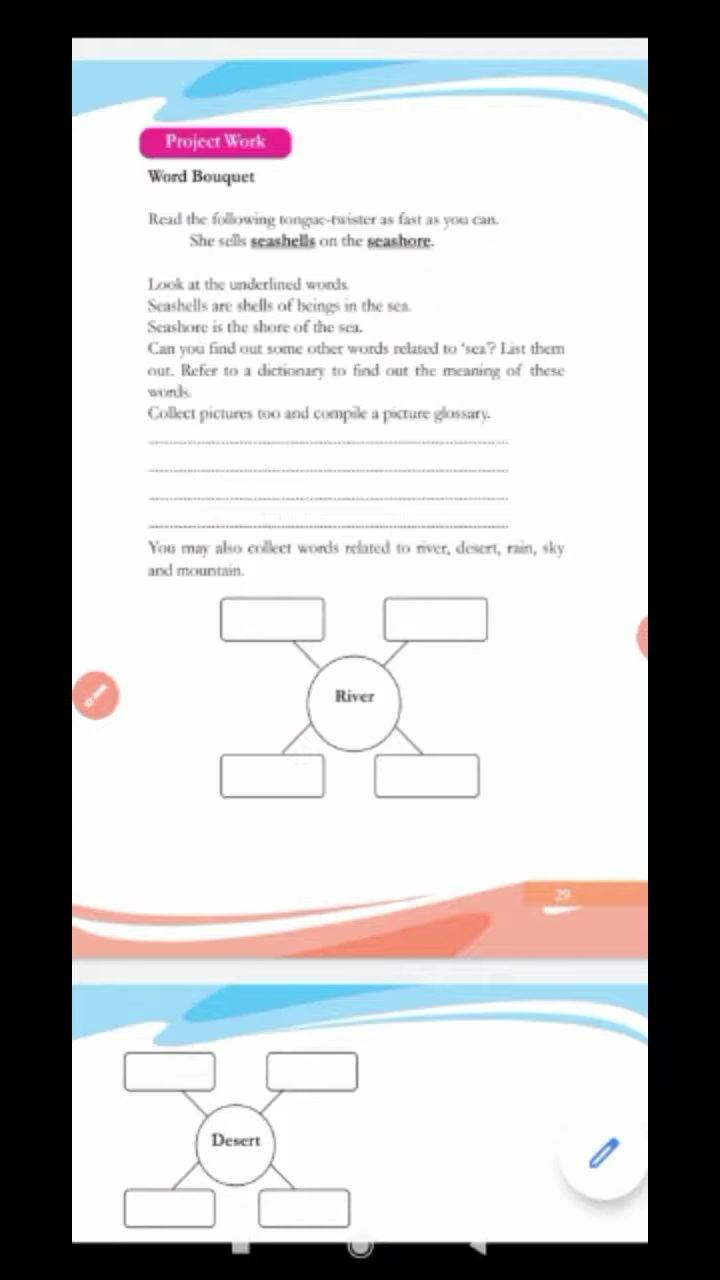 Project Work
Word Bouquet
Read the following tongue-twister as fast as you can.
She sells seashells on the seashore.
Look at the underlined words.
Seashells are shells of beings in the sea.
Seashore is the shore of the sea.
Can you find out some other words related to 'sea'? List them
out. Refer to a dictionary to find out the meaning of these
words.
Collect pictures too and compile a picture glossary.
You may also collect words related to river, desert, rain, sky
and mountain.
River
29
Desert